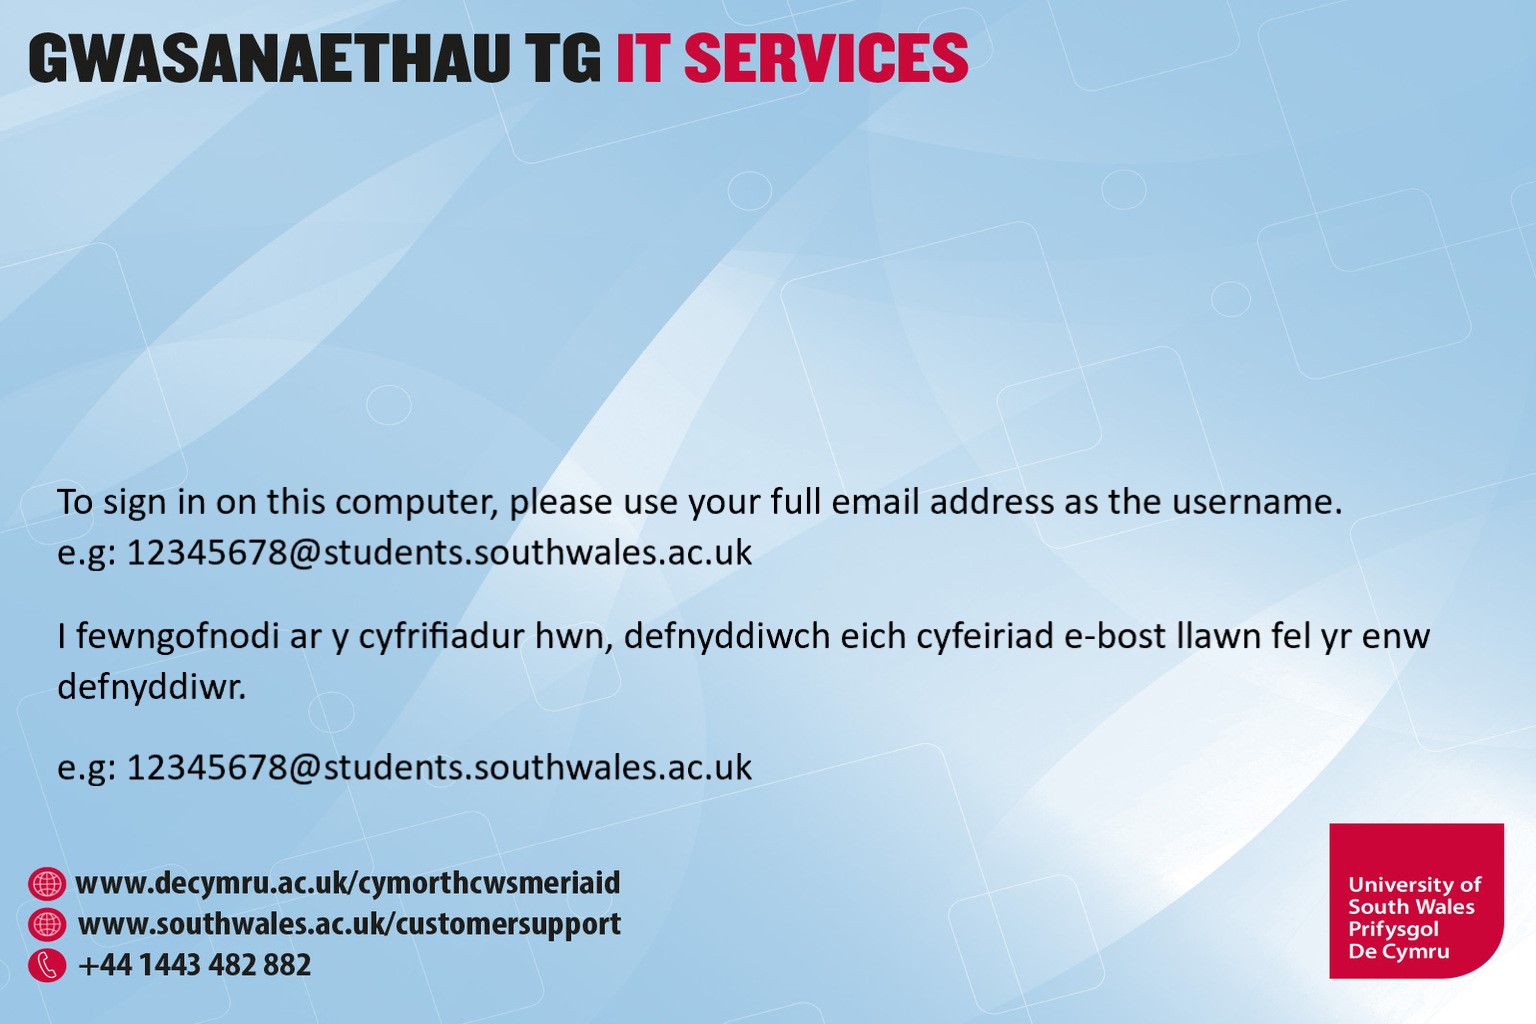 GWASANAETHAU TG IT SERVICES
To sign in on this computer, please use your full email address as the username.
e.g: 12345678@students.southwales.ac.uk
I fewngofnodi ar y cyfrifiadur hwn, defnyddiwch eich cyfeiriad e-bost llawn fel yr enw
defnyddiwr.
e.g: 12345678@students.southwales.ac.uk
www.decymru.ac.uk/cymorthcwsmeriaid
www.southwales.ac.uk/customersupport
+44 1443 482 882
University of
South Wales
Prifysgol
De Cymru